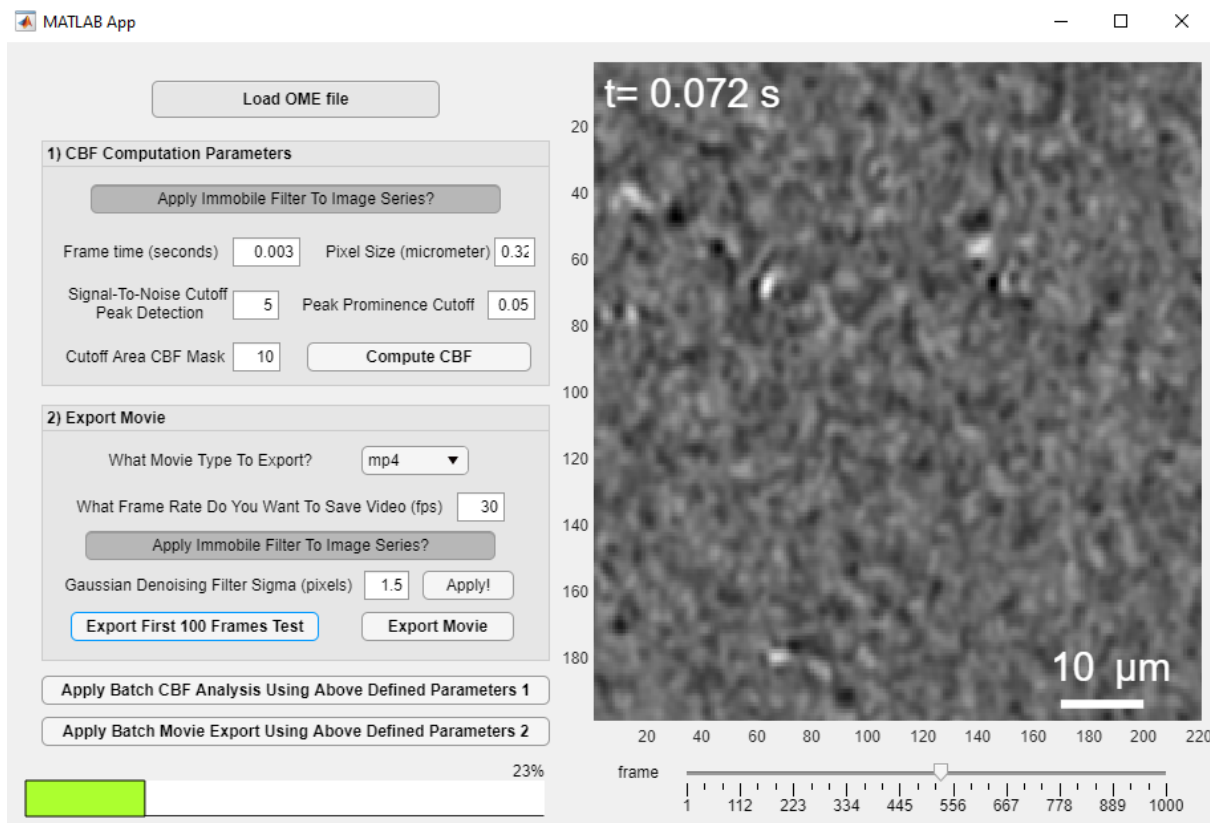 MATLAB App
Load OME file
1) CBF Computation Parameters
Apply Immobile Filter To Image Series?
Frame time (seconds) 0.003 Pixel Size (micrometer) 0.32
Signal-To-Noise Cutoff
Peak Detection 5 Peak Prominence Cutoff 0.05
Cutoff Area CBF Mask 10 Compute CBF
2) Export Movie
What Movie Type To Export? mp4
What Frame Rate Do You Want To Save Video (fps) 30
Apply Immobile Filter To Image Series?
Gaussian Denoising Filter Sigma (pixels) 1.5 Apply!
Export First 100 Frames Test Export Movie
Apply Batch CBF Analysis Using Above Defined Parameters 1
Apply Batch Movie Export Using Above Defined Parameters 2
23%
t= 0.072 s
20
40
60
80
100
120
140
160
180
10 µm
20 40 60 80 100 120 140 160 180 200 220
frame
1 112 223 334 445 556 667 778 889 1000